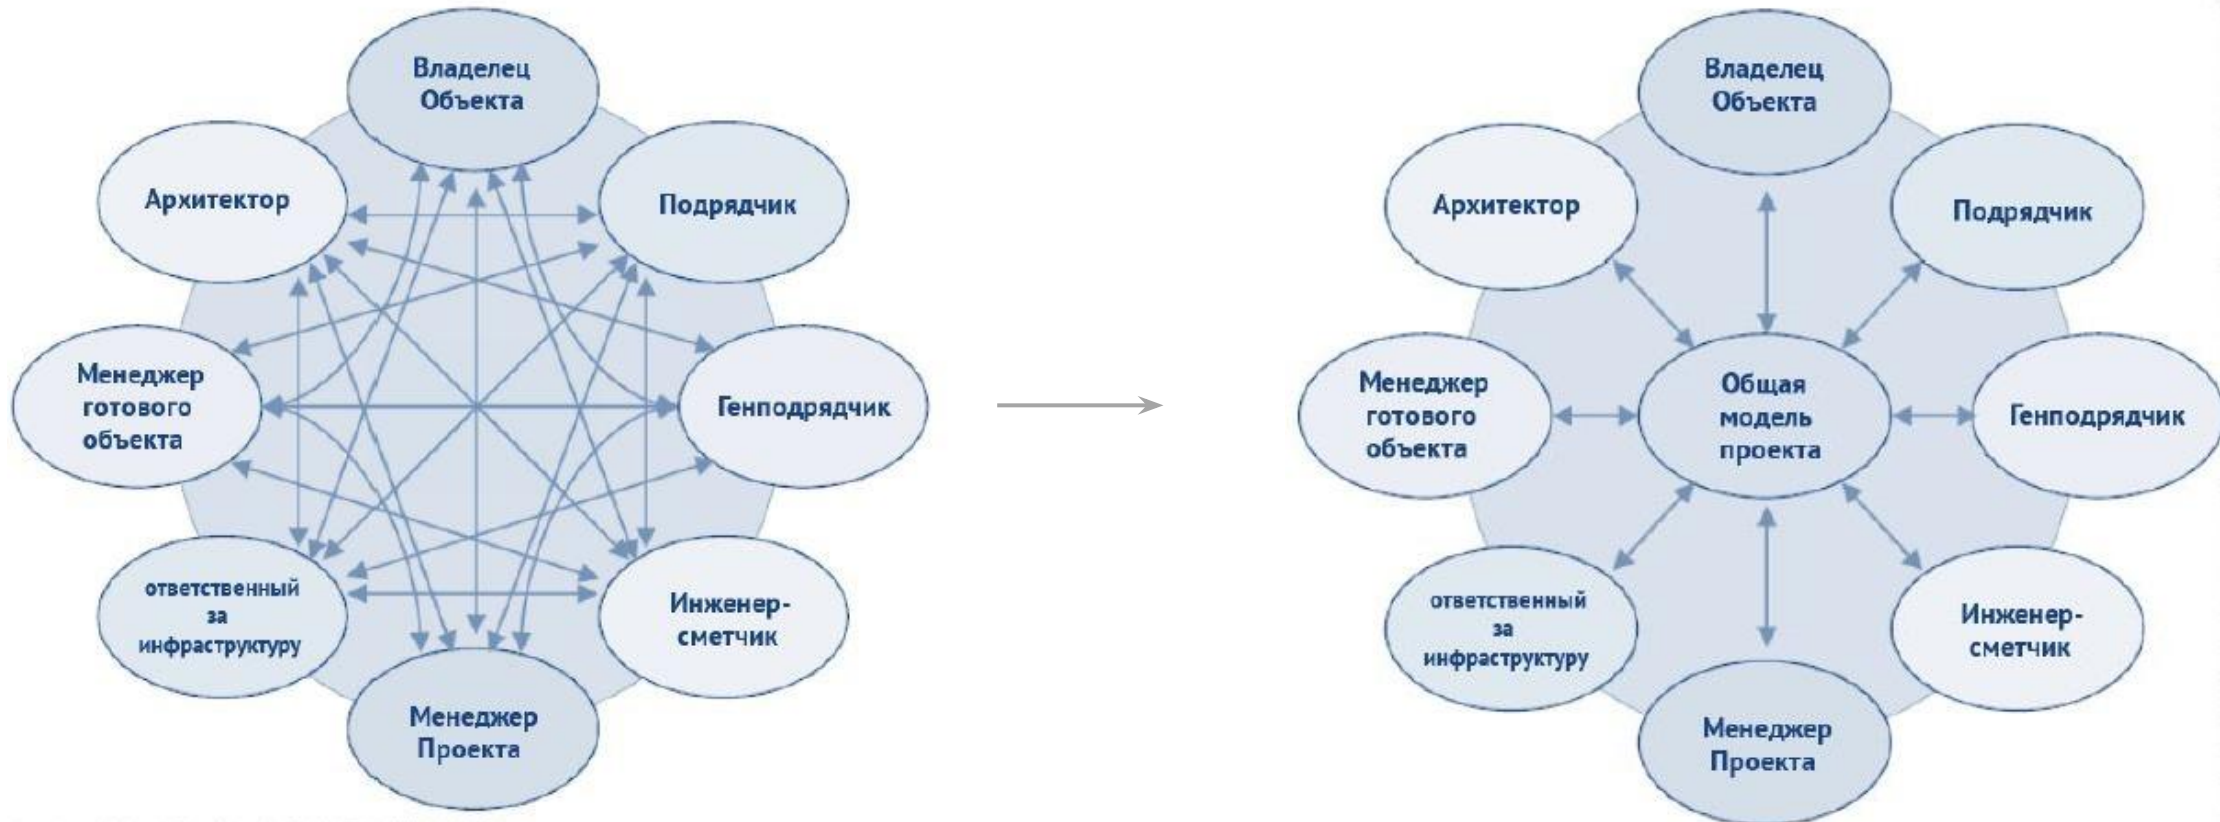 Владелец
Объекта
Архитектор
Подрядчик
Менеджер
готового
объекта
Генподрядчик
ответственный
за
инфраструктуру
Инженер-
сметчик
Менеджер
Проекта
Владелец
Объекта
Архитектор
Подрядчик
Менеджер
готового
объекта
Общая
модель
проекта
Генподрядчик
ответственный
за
инфраструктуру
Инженер-
сметчик
Менеджер
Проекта